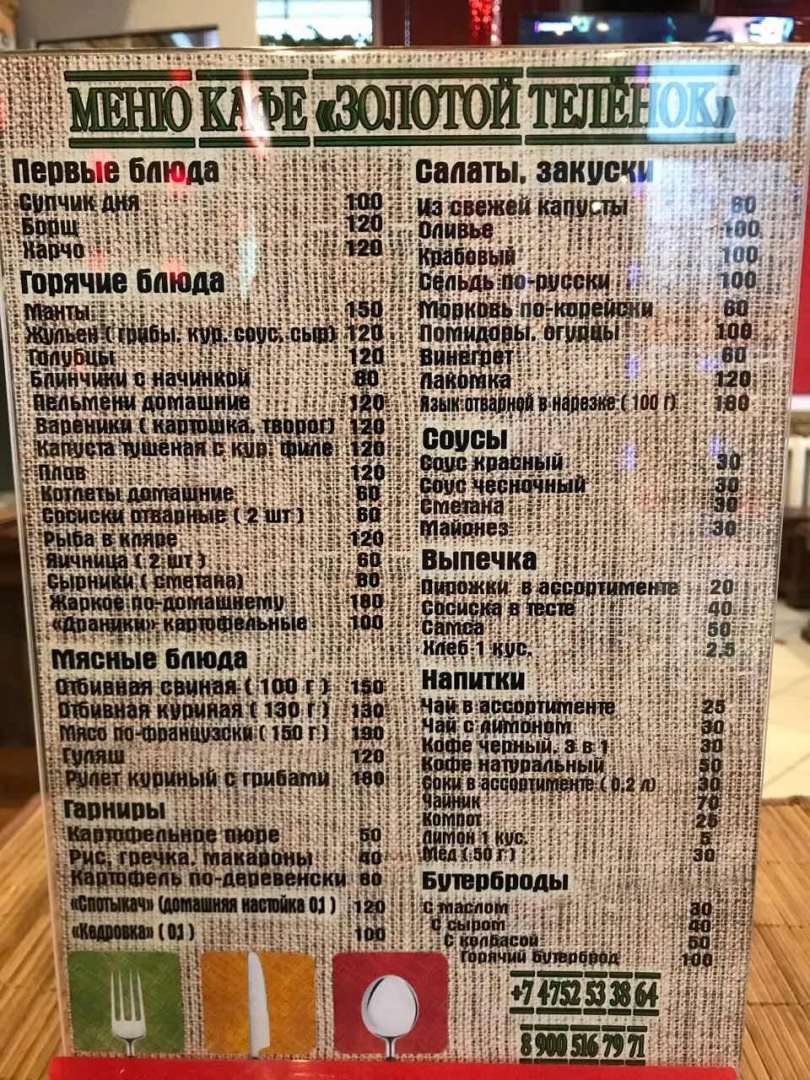 МЕНЮ КАФЕ «ЗОЛОТОЙ ТЕЛЁНОК»
Первые блюда
Супчик дня 100
Борщ 120
Харчо 120
Горячие блюда
Манты 150
Жульен ( грибы, кур. соус, сыр) 120
Голубцы 120
Блинчики с начинкой 80
Пельмени домашние 120
Вареники ( картошка, творог) 120
Капуста тушёная с кур. филе 120
Плов 120
Котлеты домашние 60
Сосиски отварные ( 2 шт ) 60
Рыба в кляре 120
Яичница ( 2 шт ) 60
Сырники ( сметана) 80
Жаркое по-домашнему 180
«Драники» картофельные 100
Мясные блюда
Отбивная свиная ( 100 г ) 150
Отбивная куриная ( 130 г ) 130
Мясо по-французски ( 150 г ) 190
Гуляш 120
Рулет куриный с грибами 180
Гарниры
Картофельное пюре 50
Рис, гречка, макароны 40
Картофель по-деревенски 60
«Спотыкач» (домашняя настойка 0,1 ) 120
«Кедровка» ( 0,1 ) 100
Салаты, закуски
Из свежей капусты 60
Оливье 100
Крабовый 100
Сельдь по-русски 100
Морковь по-корейски 60
Помидоры, огурцы 100
Винегрет 60
Лакомка 120
Язык отварной в нарезке ( 100 г ) 180
Соусы
Соус красный 30
Соус чесночный 30
Сметана 30
Майонез 30
Выпечка
Пирожки в ассортименте 20
Сосиска в тесте 40
Самса 50
Хлеб 1 кус. 2,5
Напитки
Чай в ассортименте 25
Чай с лимоном 30
Кофе черный, 3 в 1 30
Кофе натуральный 50
Соки в ассортименте ( 0,2 л) 30
Чайник 70
Компот 25
Лимон 1 кус. 5
Мёд ( 50 г ) 30
Бутерброды
С маслом 30
С сыром 40
С колбасой 50
Горячий бутерброд 100
+7 4752 53 38 64
8 900 516 79 71